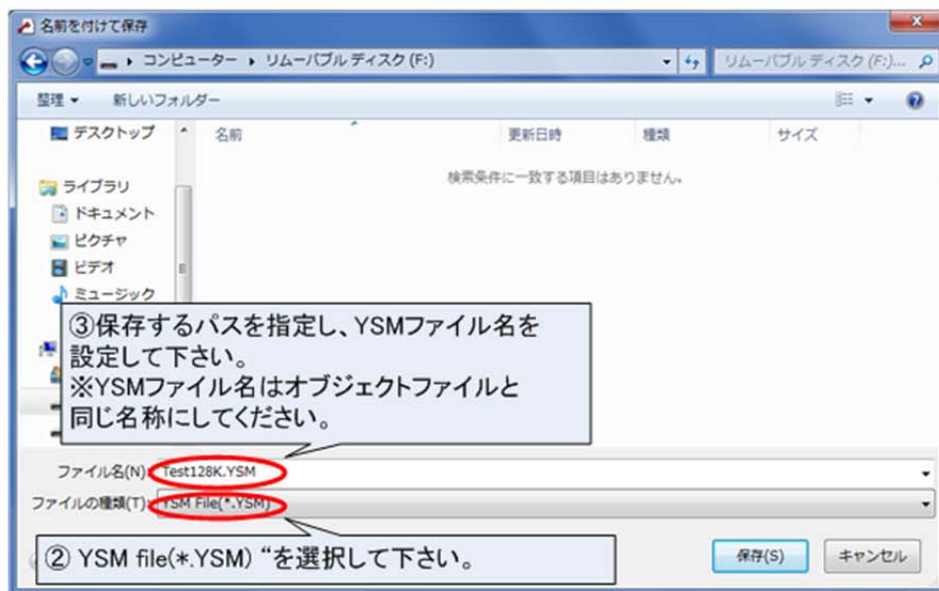 名前を付けて保存
コンピューター ▸ リムーバブル ディスク (F:)
リムーバブル ディスク (F:)...
整理 ▼ 新しいフォルダー
デスクトップ
名前 更新日時 種類 サイズ
検索条件に一致する項目はありません。
ライブラリ
ドキュメント
ピクチャ
ビデオ
ミュージック
③保存するパスを指定し、YSMファイル名を
設定して下さい。
※YSMファイル名はオブジェクトファイルと
同じ名称にしてください。
ファイル名(N): Test128K.YSM
ファイルの種類(T): YSM File(*.YSM)
② YSM file(*.YSM) “を選択して下さい。
保存(S) キャンセル